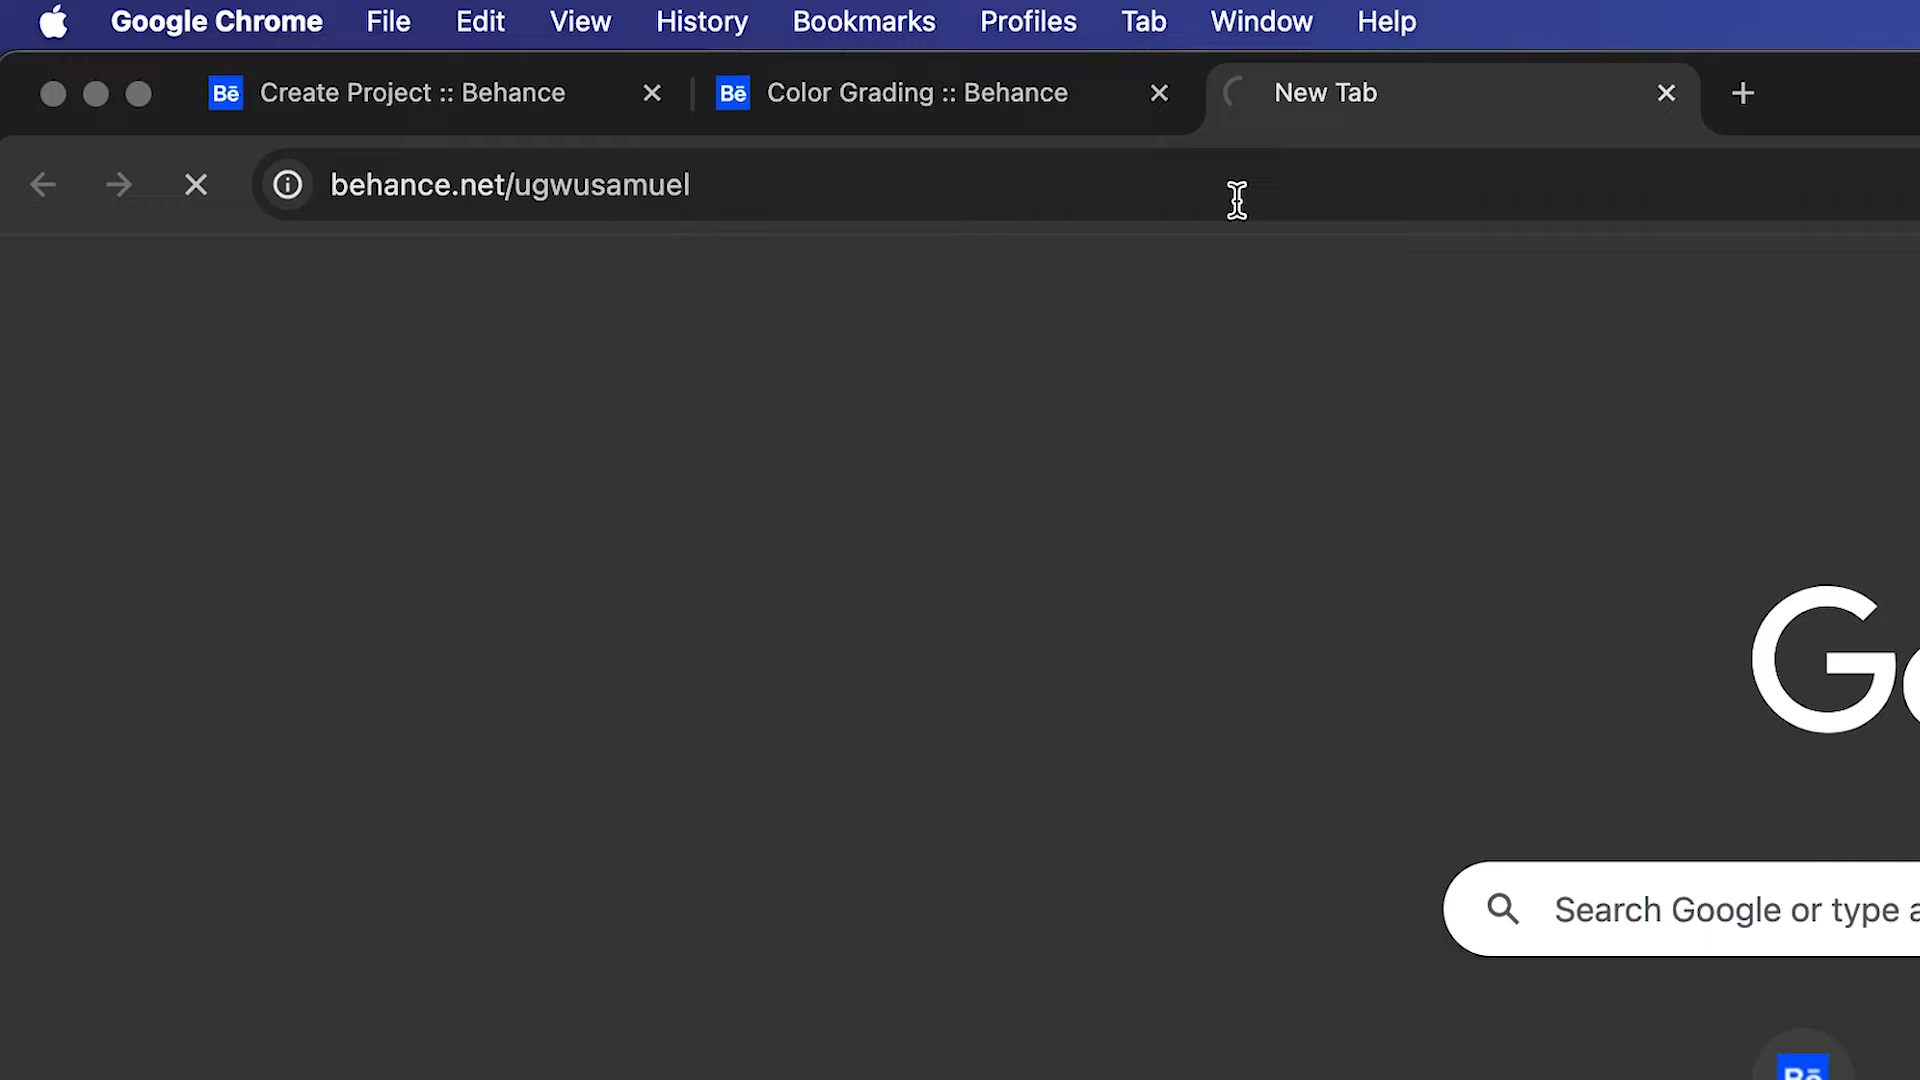 Google Chrome File Edit View History Bookmarks Profiles Tab Window Help
Bē Create Project :: Behance Bē Color Grading :: Behance New Tab
behance.net/ugwusamuel
Search Google or type
Bē